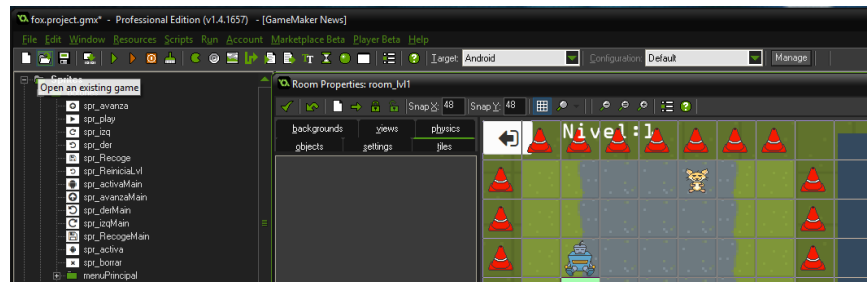 fox.project.gmx* - Professional Edition (v1.4.1657) - [GameMaker News]
File Edit Window Resources Scripts Run Account Marketplace Beta Player Beta Help
Target: Android Configuration: Default Manage
Sprites
Open an existing game
spr_avanza
spr_play
spr_izq
spr_der
spr_Recoge
spr_ReiniciaLvl
spr_activaMain
spr_avanzaMain
spr_derMain
spr_izqMain
spr_RecogeMain
spr_activa
spr_borrar
menuPrincipal
Room Properties: room_lvl1
Snap X: 48 Snap Y: 48
backgrounds views physics
objects settings tiles
Nivel:1